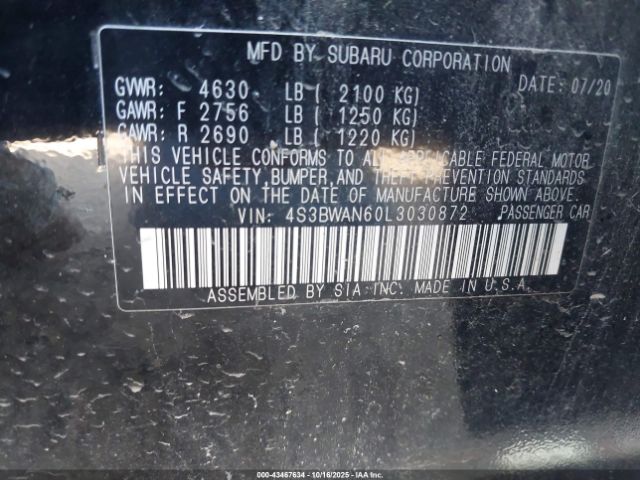 MFD BY SUBARU CORPORATION
DATE: 07/20
GVWR: 4630 LB ( 2100 KG)
GAWR: F 2756 LB ( 1250 KG)
GAWR: R 2690 LB ( 1220 KG)
THIS VEHICLE CONFORMS TO ALL APPLICABLE FEDERAL MOTOR
VEHICLE SAFETY, BUMPER, AND THEFT PREVENTION STANDARDS
IN EFFECT ON THE DATE OF MANUFACTURE SHOWN ABOVE.
VIN: 4S3BWAN60L3030872 PASSENGER CAR
ASSEMBLED BY SIA INC. MADE IN U.S.A.
000-43467634 - 10/16/2025 - IAAI.COM